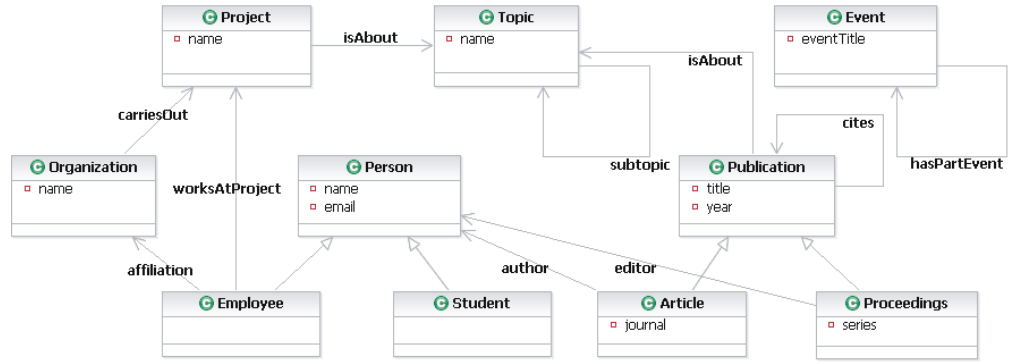 C Project
name
C Topic
name
C Event
eventTitle
isAbout
isAbout
carriesOut
cites
subtopic
hasPartEvent
C Organization
name
worksAtProject
C Person
name
email
C Publication
title
year
affiliation
author
editor
C Employee
C Student
C Article
journal
C Proceedings
series